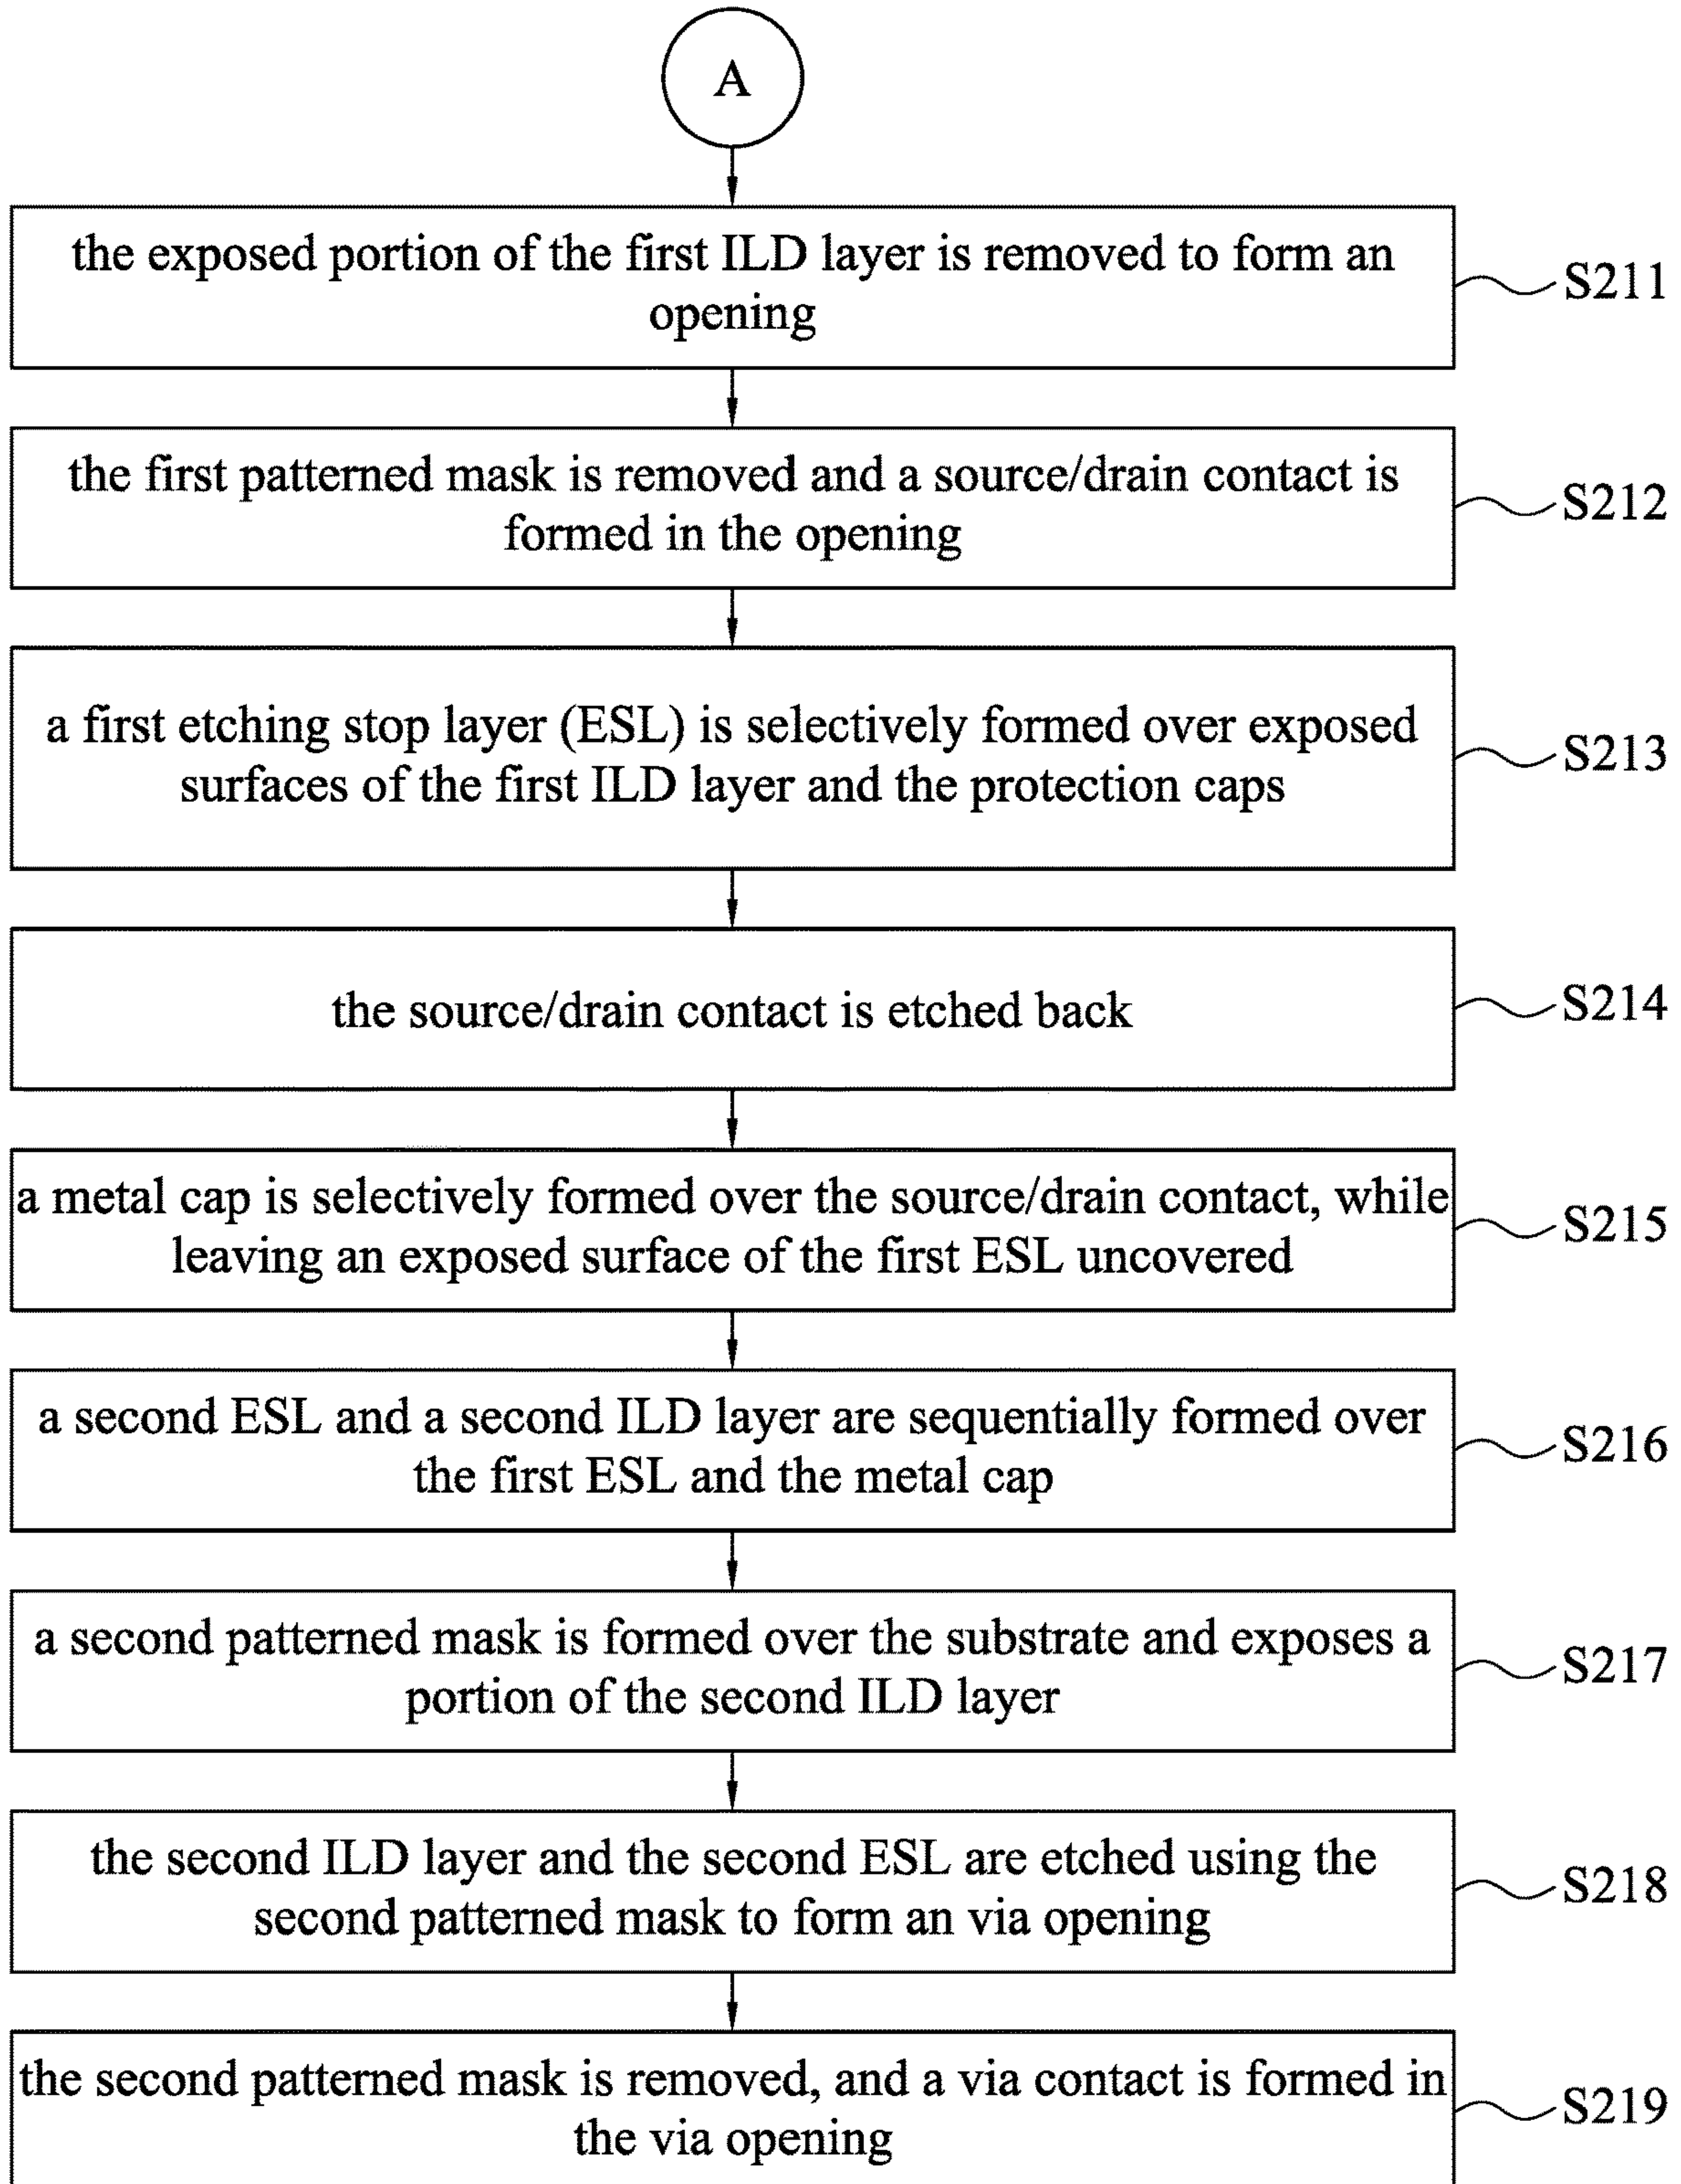 A
the exposed portion of the first ILD layer is removed to form an
opening
S211
the first patterned mask is removed and a source/drain contact is
formed in the opening
S212
a first etching stop layer (ESL) is selectively formed over exposed
surfaces of the first ILD layer and the protection caps
S213
the source/drain contact is etched back
S214
a metal cap is selectively formed over the source/drain contact, while
leaving an exposed surface of the first ESL uncovered
S215
a second ESL and a second ILD layer are sequentially formed over
the first ESL and the metal cap
S216
a second patterned mask is formed over the substrate and exposes a
portion of the second ILD layer
S217
the second ILD layer and the second ESL are etched using the
second patterned mask to form an via opening
S218
the second patterned mask is removed, and a via contact is formed in
the via opening
S219